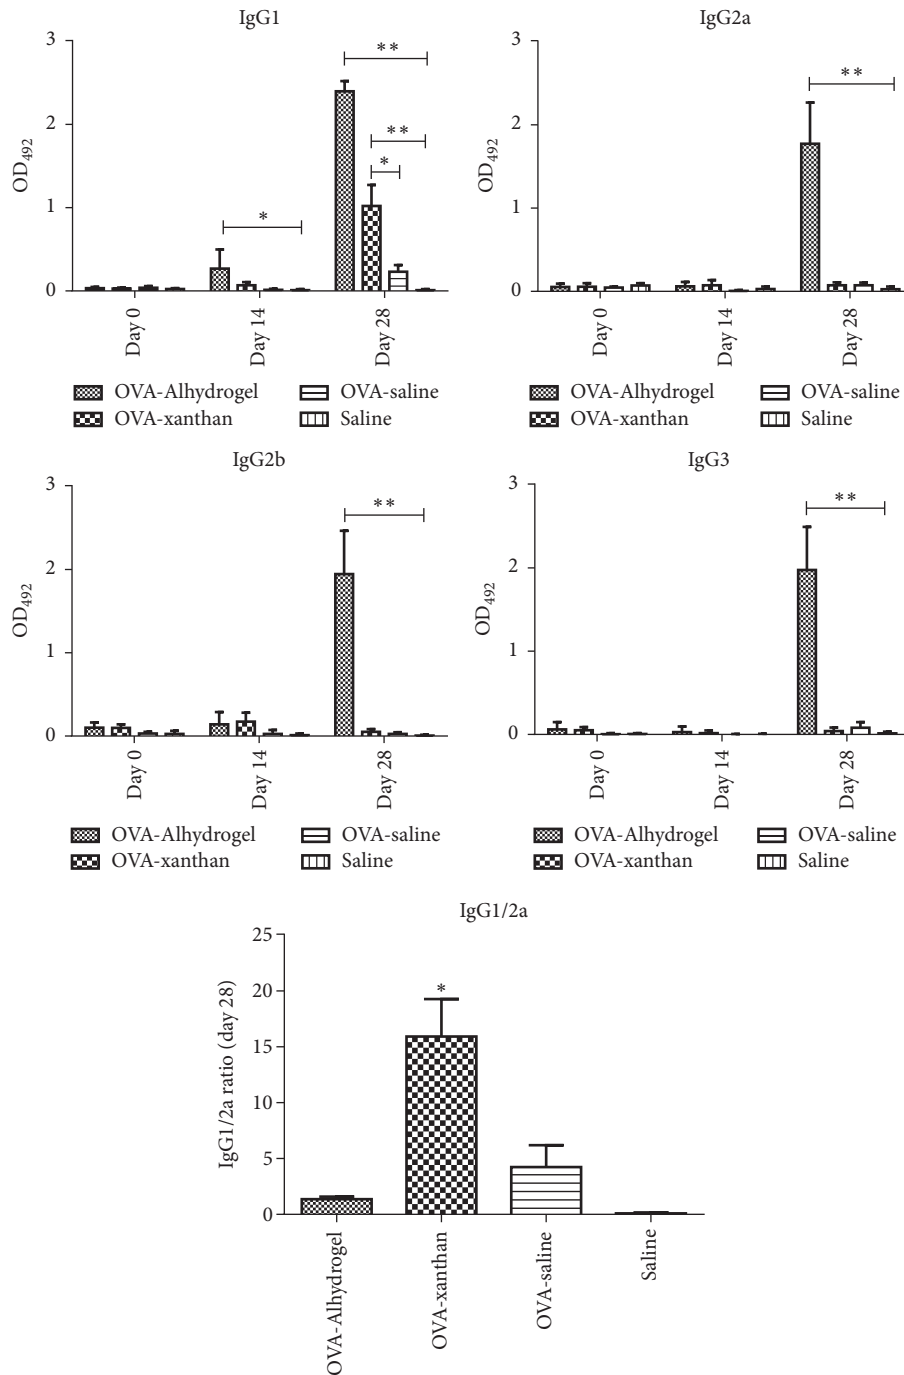 IgG1
3
2
1
0
OD492
**
**
*
*
Day 0
Day 14
Day 28
OVA-Alhydrogel
OVA-saline
OVA-xanthan
Saline
IgG2a
3
2
1
0
OD492
**
Day 0
Day 14
Day 28
OVA-Alhydrogel
OVA-saline
OVA-xanthan
Saline
IgG2b
3
2
1
0
OD492
**
Day 0
Day 14
Day 28
OVA-Alhydrogel
OVA-saline
OVA-xanthan
Saline
IgG3
3
2
1
0
OD492
**
Day 0
Day 14
Day 28
OVA-Alhydrogel
OVA-saline
OVA-xanthan
Saline
IgG1/2a
25
20
15
10
5
0
IgG1/2a ratio (day 28)
*
OVA-Alhydrogel
OVA-xanthan
OVA-saline
Saline